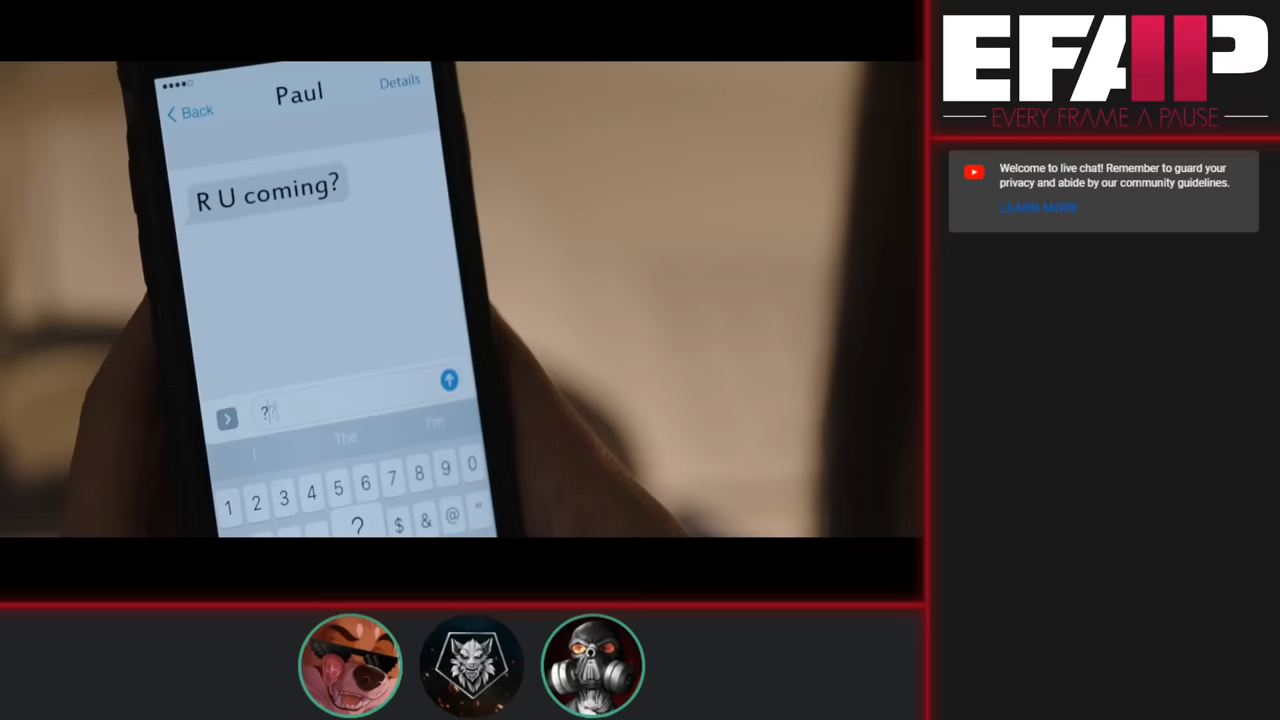 Paul
Details
Back
R U coming?
??
I
The
I'm
1 2 3 4 5 6 7 8 9 0
? $ & @ "
EFAP
EVERY FRAME A PAUSE
Welcome to live chat! Remember to guard your
privacy and abide by our community guidelines.
LEARN MORE